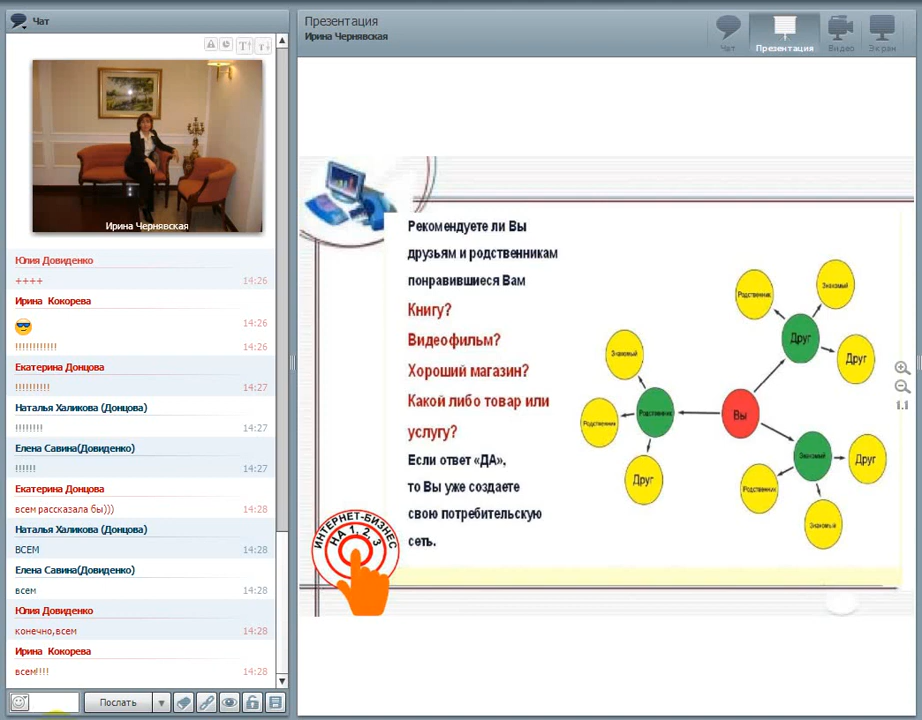 Чат
Ирина Чернявская
Юлия Довиденко
++++ 14:26
Ирина Кокорева
14:26
!!!!!!!!!!!! 14:26
Екатерина Донцова
!!!!!!!!!! 14:27
Наталья Халикова (Донцова)
!!!!!!!! 14:27
Елена Савина(Довиденко)
!!!!!! 14:27
Екатерина Донцова
всем рассказала бы))) 14:28
Наталья Халикова (Донцова)
ВСЕМ 14:28
Елена Савина(Довиденко)
всем 14:28
Юлия Довиденко
конечно,всем 14:28
Ирина Кокорева
всем!!!! 14:28
Послать
Презентация
Ирина Чернявская
Чат
Презентация
Видео
Экран
Рекомендуете ли Вы
друзьям и родственникам
понравившиеся Вам
Книгу?
Видеофильм?
Хороший магазин?
Какой либо товар или
услугу?
Если ответ «ДА»,
то Вы уже создаете
свою потребительскую
сеть.
ИНТЕРНЕТ-БИЗНЕС
НА 1, 2, 3
Родственник
Знакомый
Друг
Друг
Знакомый
Родственник
Родственник
Друг
Вы
Знакомый
Друг
Родственник
Знакомый
1.1